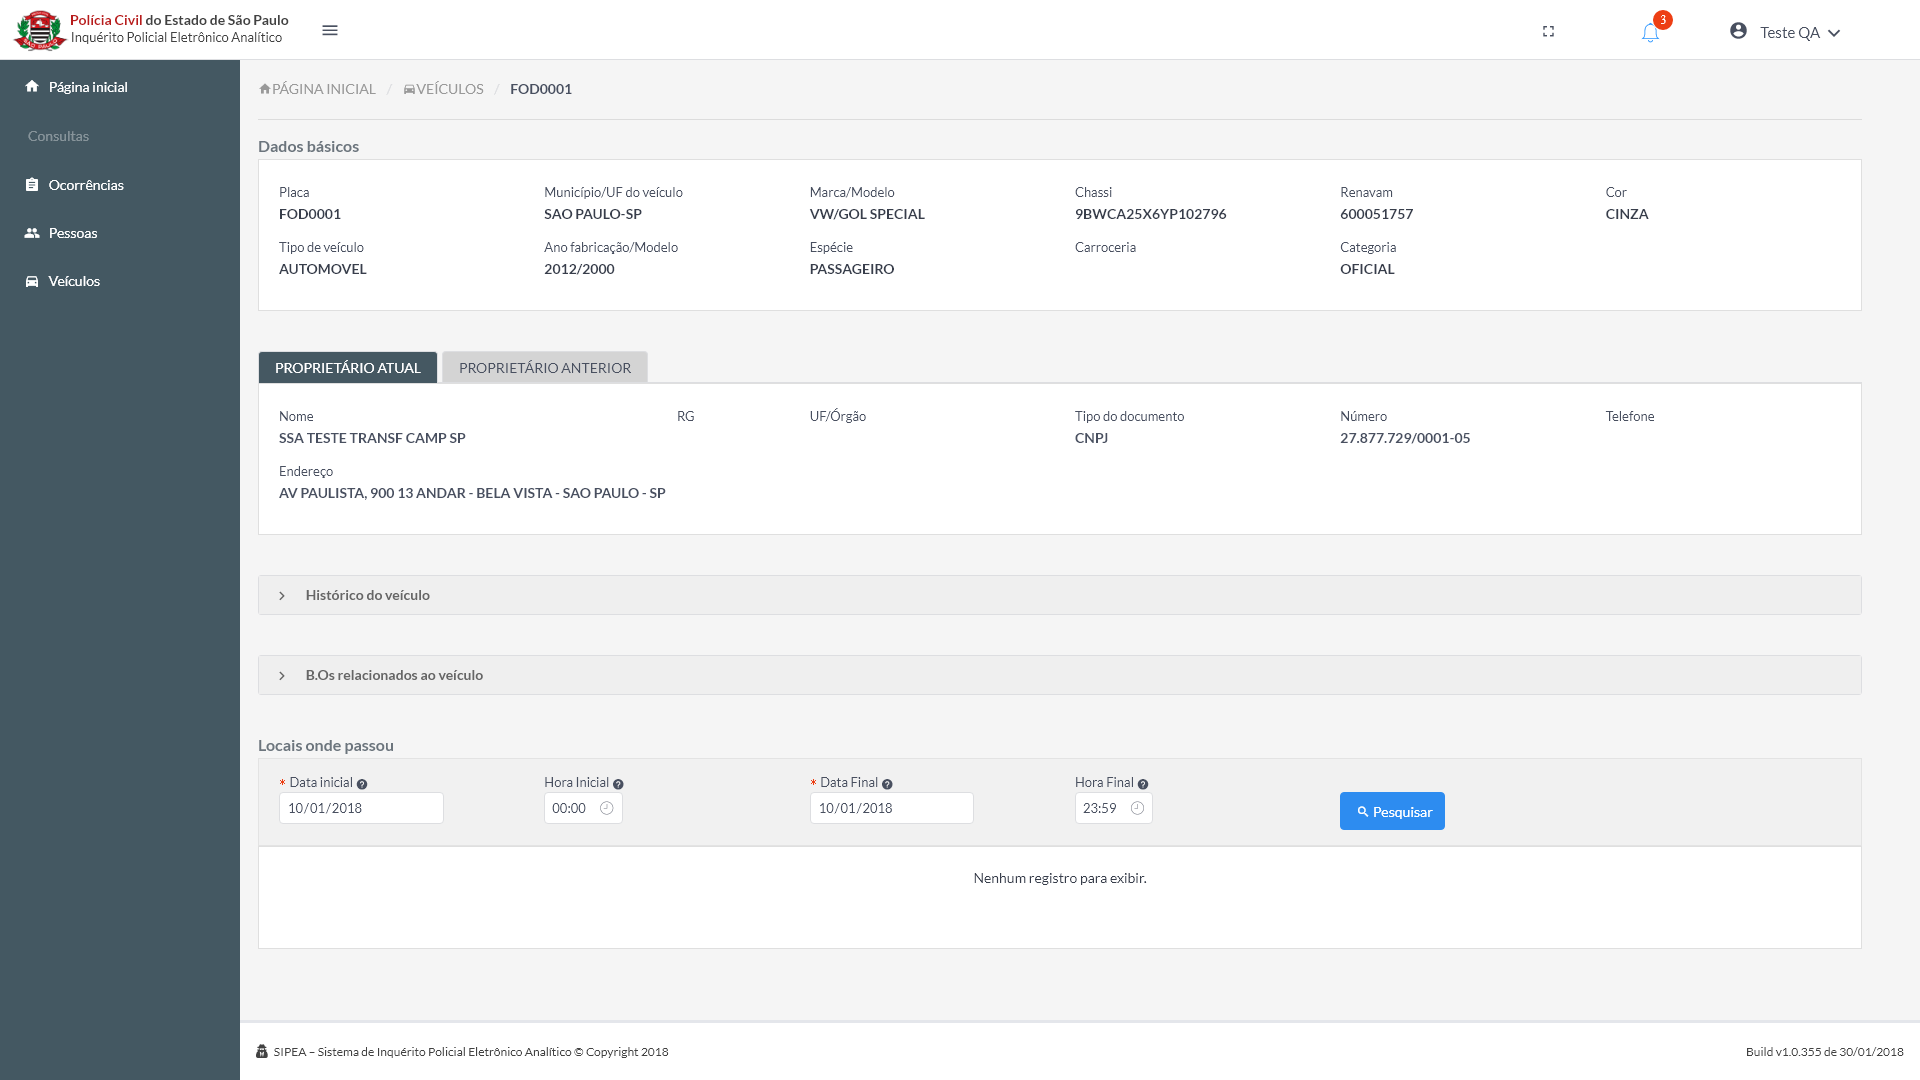 Polícia Civil do Estado de São Paulo
Inquérito Policial Eletrônico Analítico
3
Teste QA
Página inicial
Consultas
Ocorrências
Pessoas
Veículos
PÁGINA INICIAL / VEÍCULOS / FOD0001
Dados básicos
Placa Município/UF do veículo Marca/Modelo Chassi Renavam Cor
FOD0001 SAO PAULO-SP VW/GOL SPECIAL 9BWCA25X6YP102796 600051757 CINZA
Tipo de veículo Ano fabricação/Modelo Espécie Carroceria Categoria
AUTOMOVEL 2012/2000 PASSAGEIRO OFICIAL
PROPRIETÁRIO ATUAL PROPRIETÁRIO ANTERIOR
Nome RG UF/Órgão Tipo do documento Número Telefone
SSA TESTE TRANSF CAMP SP CNPJ 27.877.729/0001-05
Endereço
AV PAULISTA, 900 13 ANDAR - BELA VISTA - SAO PAULO - SP
Histórico do veículo
B.Os relacionados ao veículo
Locais onde passou
* Data inicial Hora Inicial * Data Final Hora Final
10/01/2018 00:00 10/01/2018 23:59 Pesquisar
Nenhum registro para exibir.
SIPEA – Sistema de Inquérito Policial Eletrônico Analítico © Copyright 2018
Build v1.0.355 de 30/01/2018